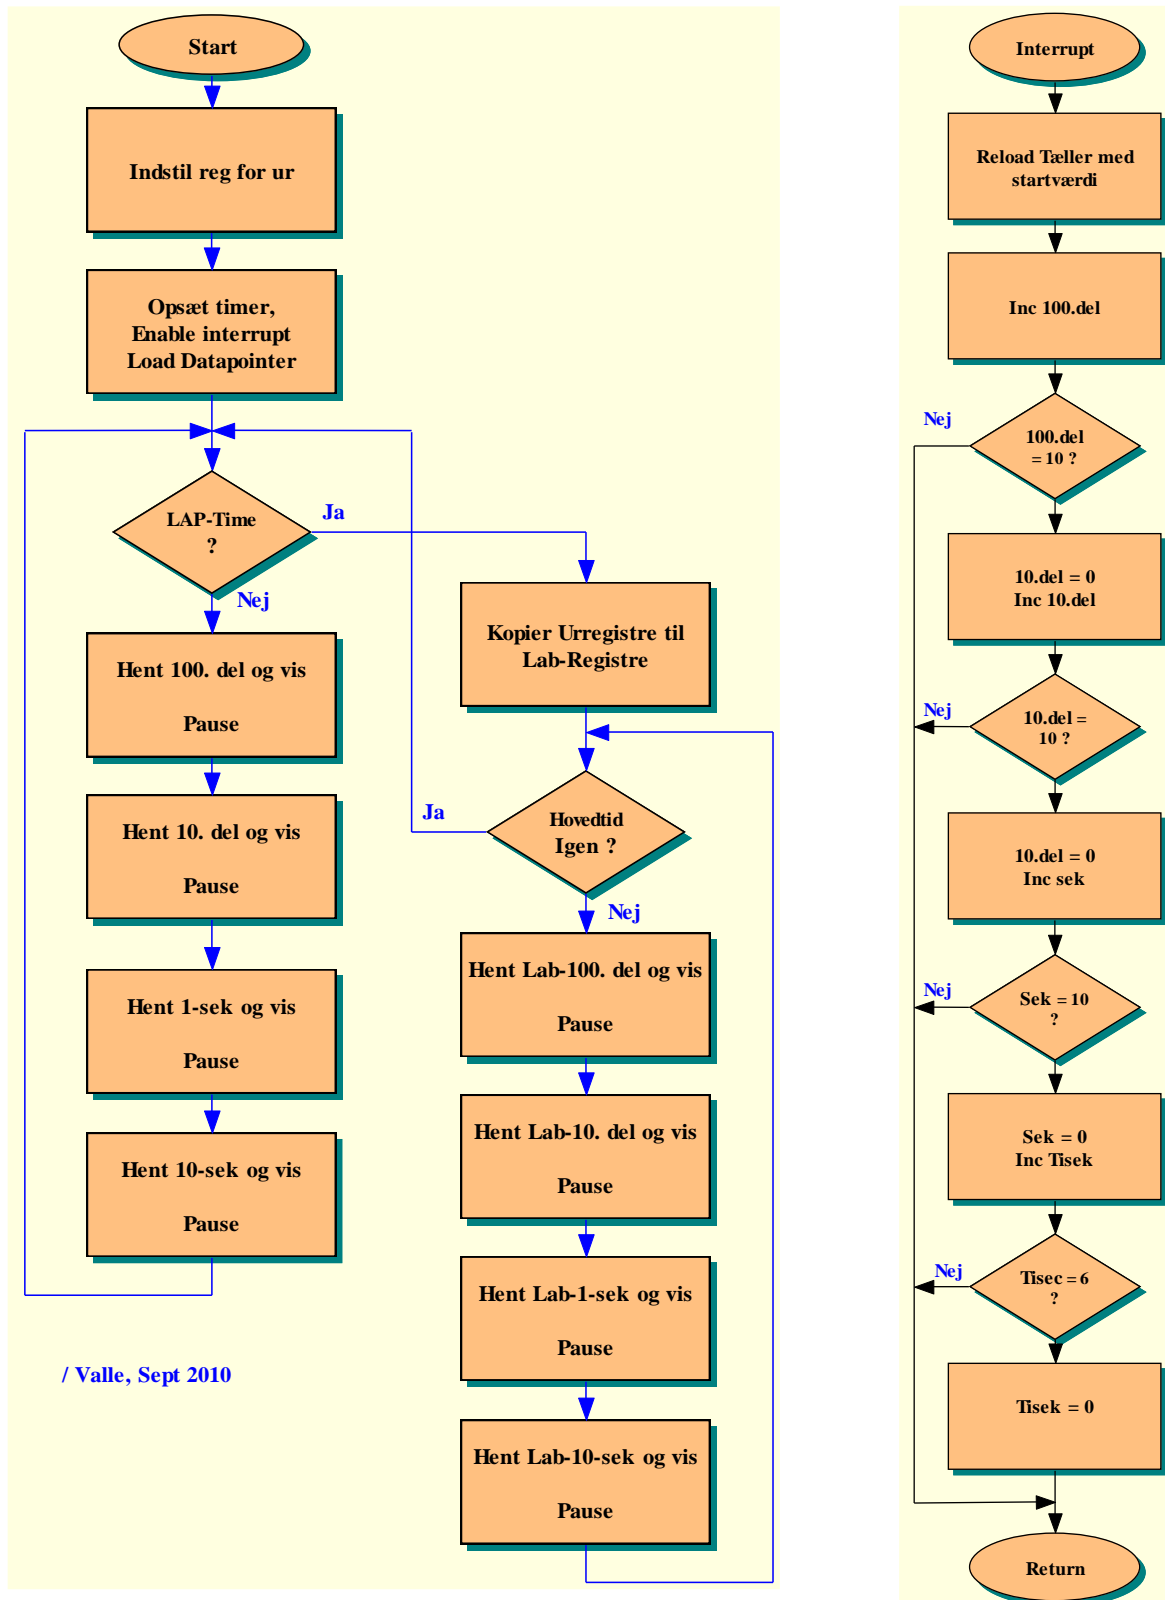 Start
Indstil reg for ur
Opsæt timer,
Enable interrupt
Load Datapointer
LAP-Time
?
Ja
Nej
Hent 100. del og vis
Pause
Hent 10. del og vis
Pause
Hent 1-sek og vis
Pause
Hent 10-sek og vis
Pause
/ Valle, Sept 2010
Kopier Urregistre til
Lab-Registre
Hovedtid
Igen ?
Ja
Nej
Hent Lab-100. del og vis
Pause
Hent Lab-10. del og vis
Pause
Hent Lab-1-sek og vis
Pause
Hent Lab-10-sek og vis
Pause
Interrupt
Reload Tæller med
startværdi
Inc 100.del
Nej
100.del
= 10 ?
10.del = 0
Inc 10.del
Nej
10.del =
10 ?
10.del = 0
Inc sek
Nej
Sek = 10
?
Sek = 0
Inc Tisek
Nej
Tisec = 6
?
Tisek = 0
Return